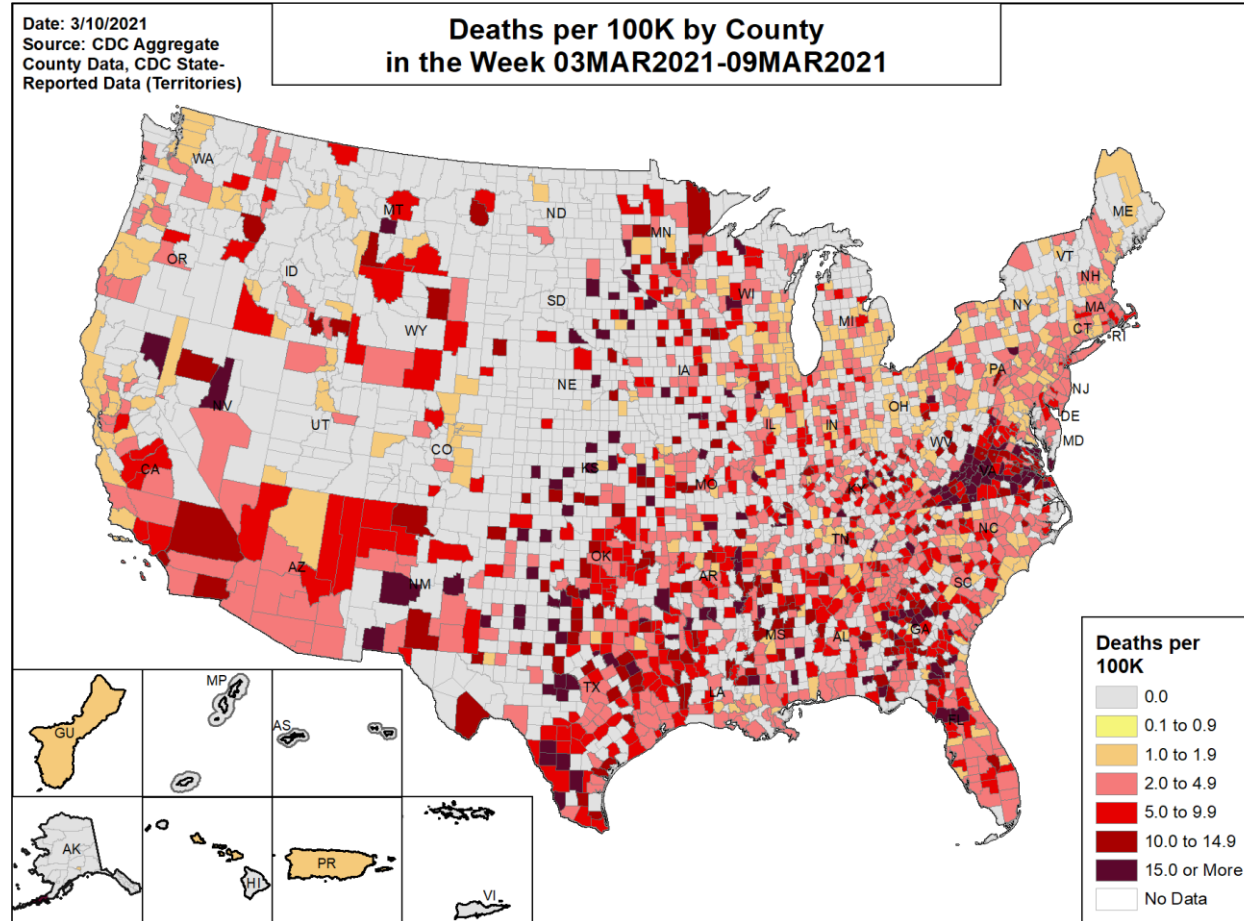 Date: 3/10/2021
Source: CDC Aggregate
County Data, CDC State-
Reported Data (Territories)
Deaths per 100K by County
in the Week 03MAR2021-09MAR2021
WA
MT
ND
MN
ME
OR
ID
SD
WI
MI
VT
NH
NY
MA
CT
RI
WY
NE
IA
PA
NJ
NV
UT
CO
IL
IN
OH
DE
WV
MD
CA
KS
MO
KY
VA
AZ
NM
OK
AR
TN
NC
SC
MS
AL
GA
TX
LA
FL
GU
MP
AS
AK
HI
PR
VI
Deaths per
100K
0.0
0.1 to 0.9
1.0 to 1.9
2.0 to 4.9
5.0 to 9.9
10.0 to 14.9
15.0 or More
No Data